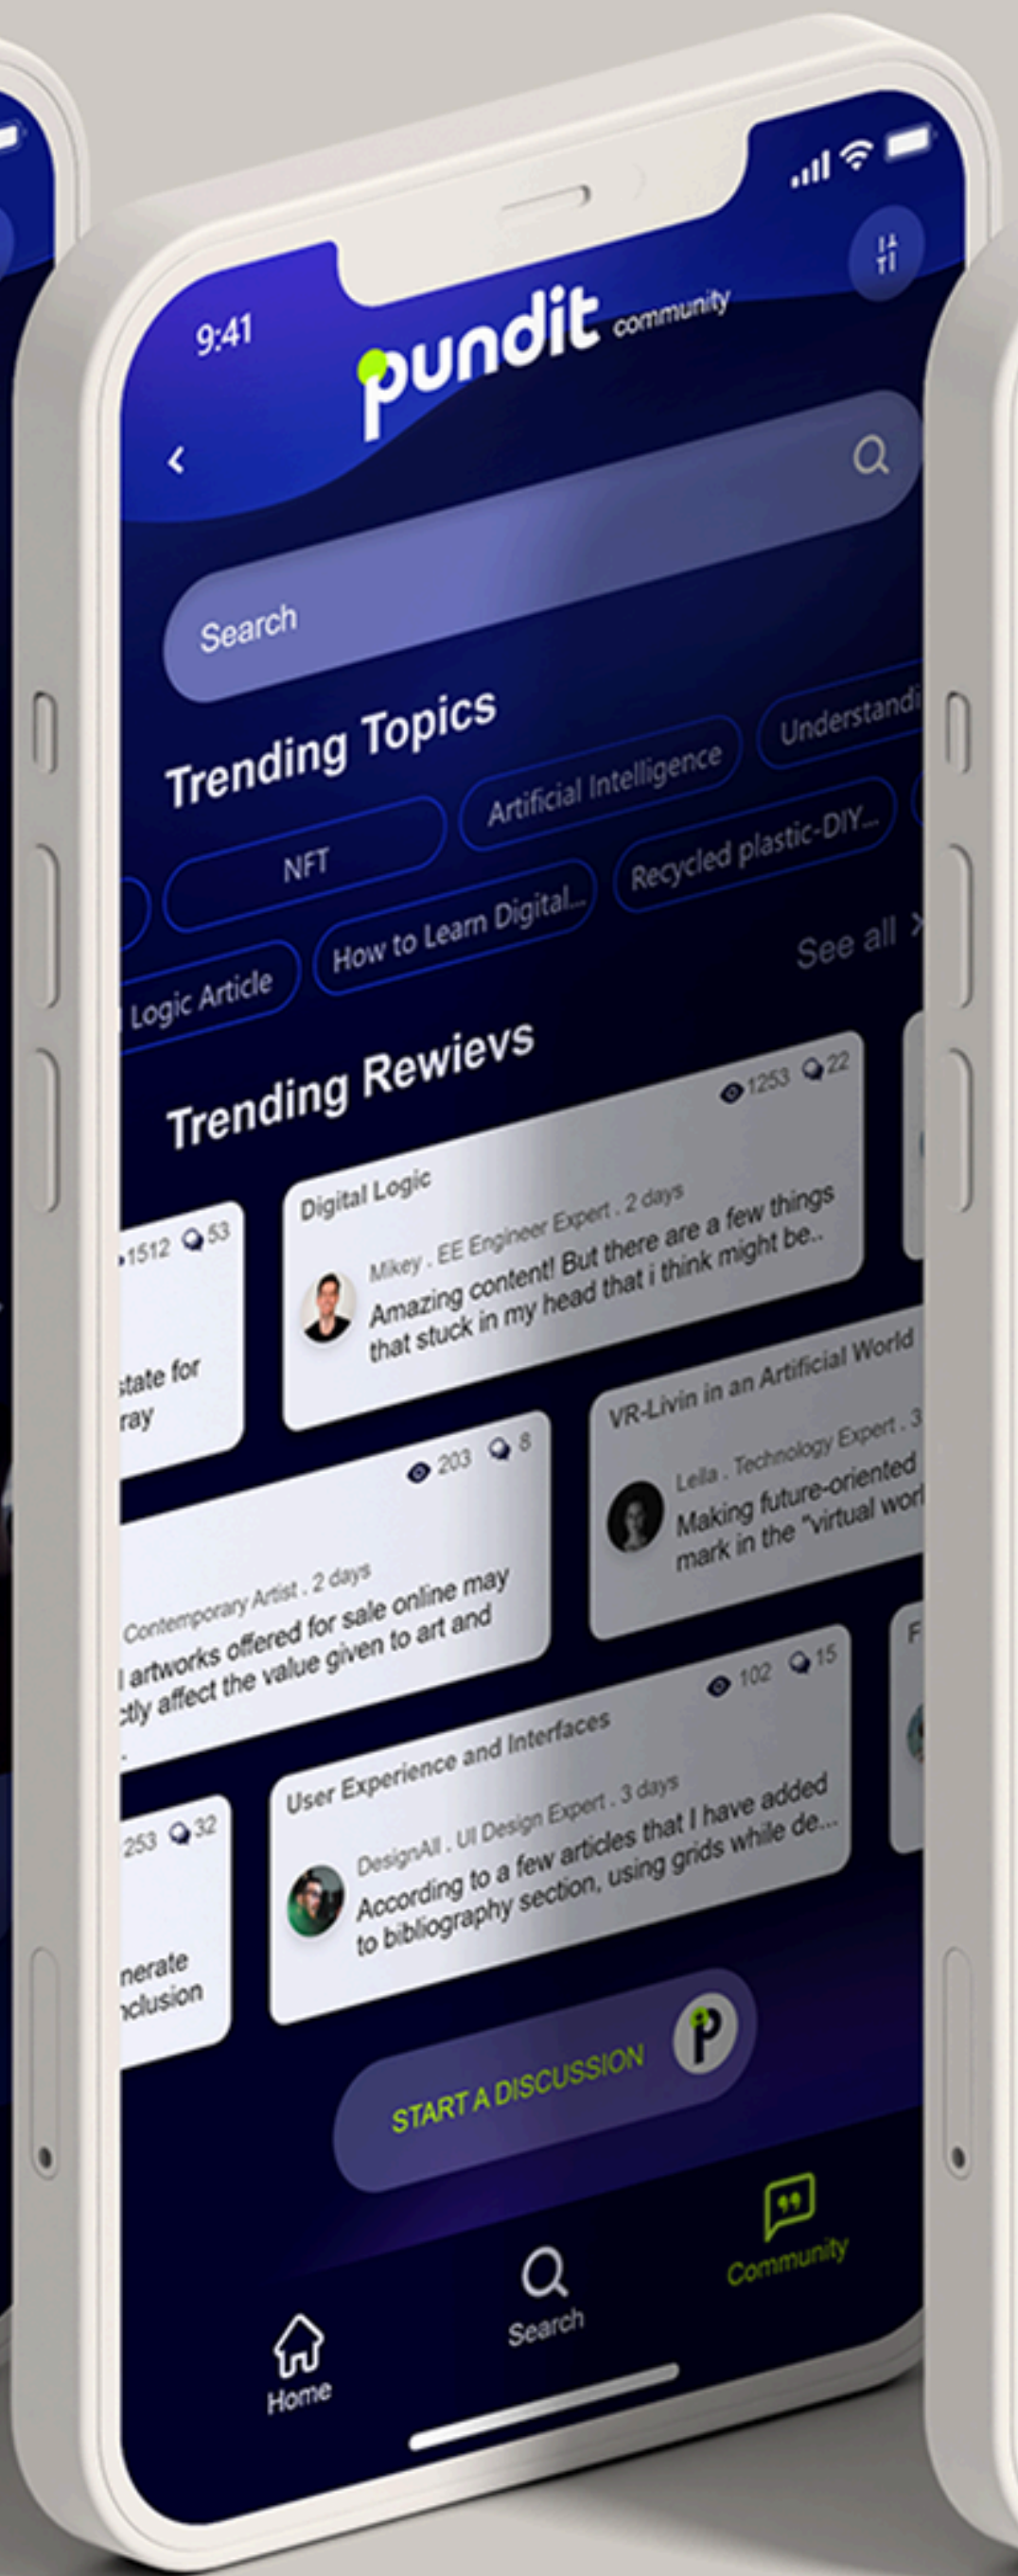 9:41
pundit community
Search
Trending Topics
NFT
Artificial Intelligence
Understandi
Logic Article
How to Learn Digital...
Recycled plastic-DIY...
See all
Trending Rewievs
1512 53
state for
ray
Digital Logic
1253 22
Mikey . EE Engineer Expert . 2 days
Amazing content! But there are a few things
that stuck in my head that i think might be..
203 8
Contemporary Artist . 2 days
l artworks offered for sale online may
ctly affect the value given to art and
VR-Livin in an Artificial World
Leila . Technology Expert . 3
Making future-oriented
mark in the "virtual worl
253 32
nerate
nclusion
User Experience and Interfaces
102 15
DesignAll . UI Design Expert . 3 days
According to a few articles that I have added
to bibliography section, using grids while de...
F
START A DISCUSSION
p
Home
Search
Community